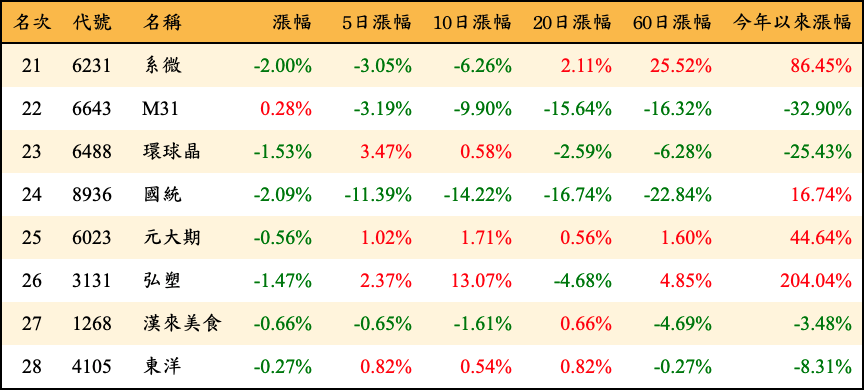 名次 代號 名稱 漲幅 5日漲幅 10日漲幅 20日漲幅 60日漲幅 今年以來漲幅
21 6231 系微 -2.00% -3.05% -6.26% 2.11% 25.52% 86.45%
22 6643 M31 0.28% -3.19% -9.90% -15.64% -16.32% -32.90%
23 6488 環球晶 -1.53% 3.47% 0.58% -2.59% -6.28% -25.43%
24 8936 國統 -2.09% -11.39% -14.22% -16.74% -22.84% 16.74%
25 6023 元大期 -0.56% 1.02% 1.71% 0.56% 1.60% 44.64%
26 3131 弘塑 -1.47% 2.37% 13.07% -4.68% 4.85% 204.04%
27 1268 漢來美食 -0.66% -0.65% -1.61% 0.66% -4.69% -3.48%
28 4105 東洋 -0.27% 0.82% 0.54% 0.82% -0.27% -8.31%